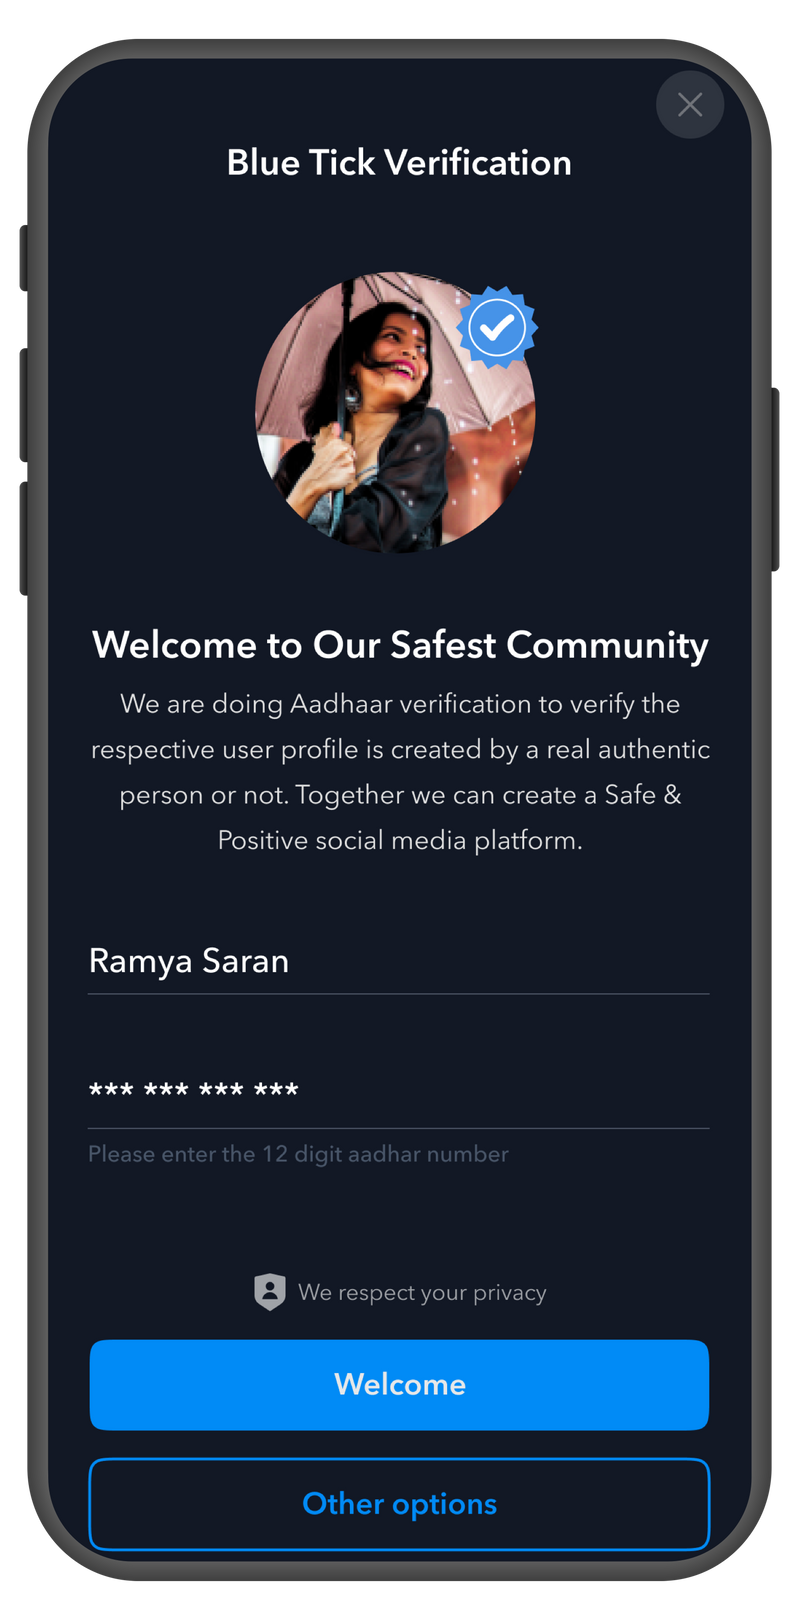 Blue Tick Verification
Welcome to Our Safest Community
We are doing Aadhaar verification to verify the
respective user profile is created by a real authentic
person or not. Together we can create a Safe &
Positive social media platform.
Ramya Saran
*** *** *** ***
Please enter the 12 digit aadhar number
We respect your privacy
Welcome
Other options